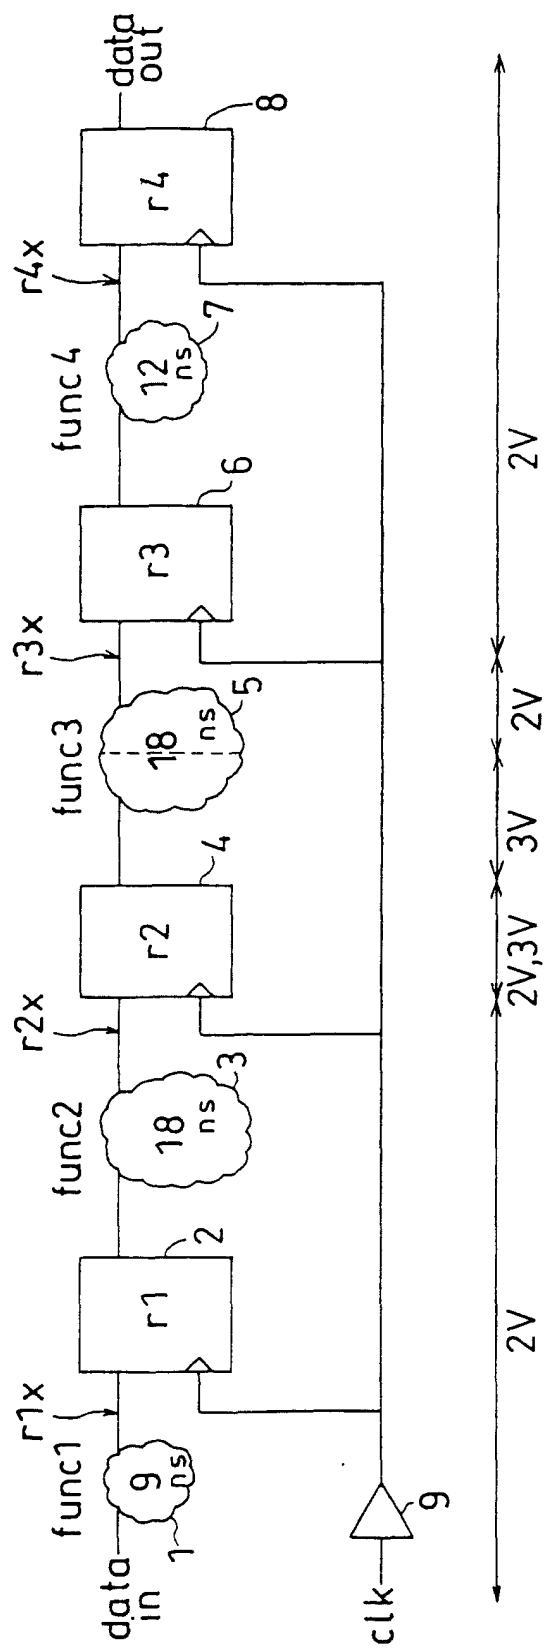 data
in
func1
9
ns
1
r1x
r1
2
func2
18
ns
3
r2x
r2
4
func3
18
ns
5
r3x
r3
6
func4
12
ns
7
r4x
r4
8
data
out
clk
9
2V
2V,3V
3V
2V
2V